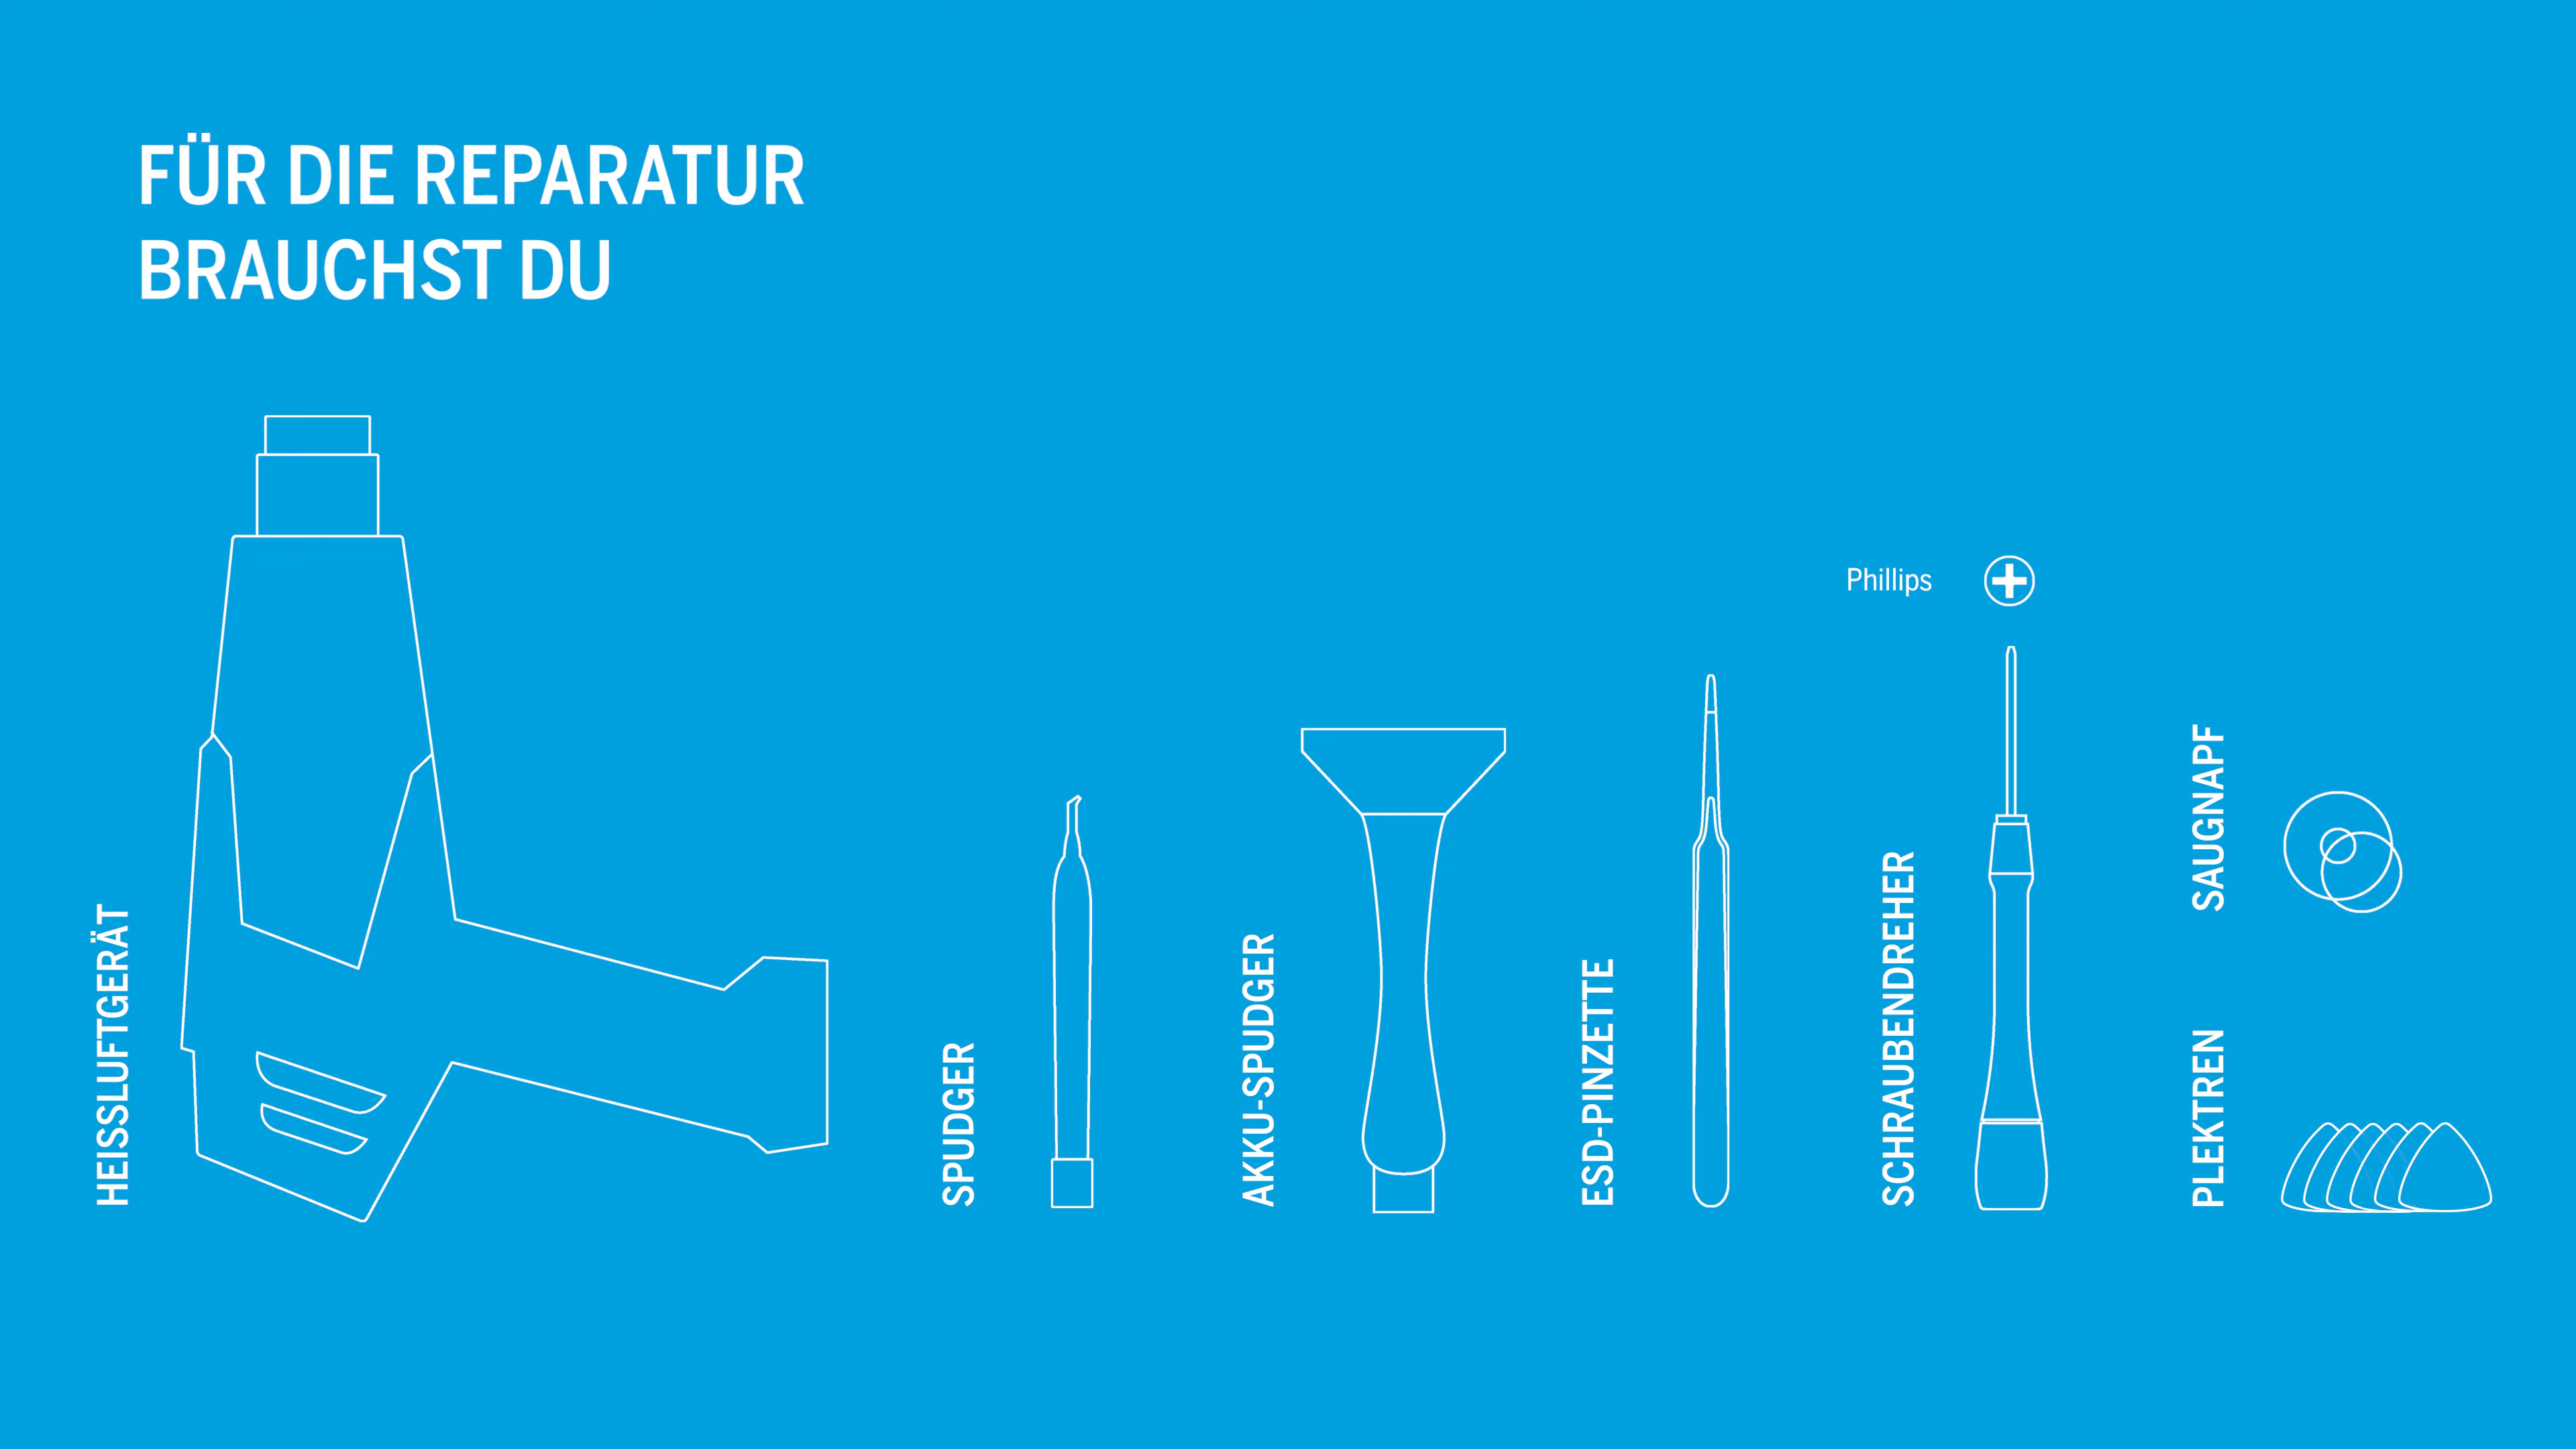 FÜR DIE REPARATUR
BRAUCHST DU
HEISSLUFTGERÄT
SPUDGER
AKKU-SPUDGER
ESD-PINZETTE
Phillips
SCHRAUBENDREHER
SAUGNAPF
PLEKTREN